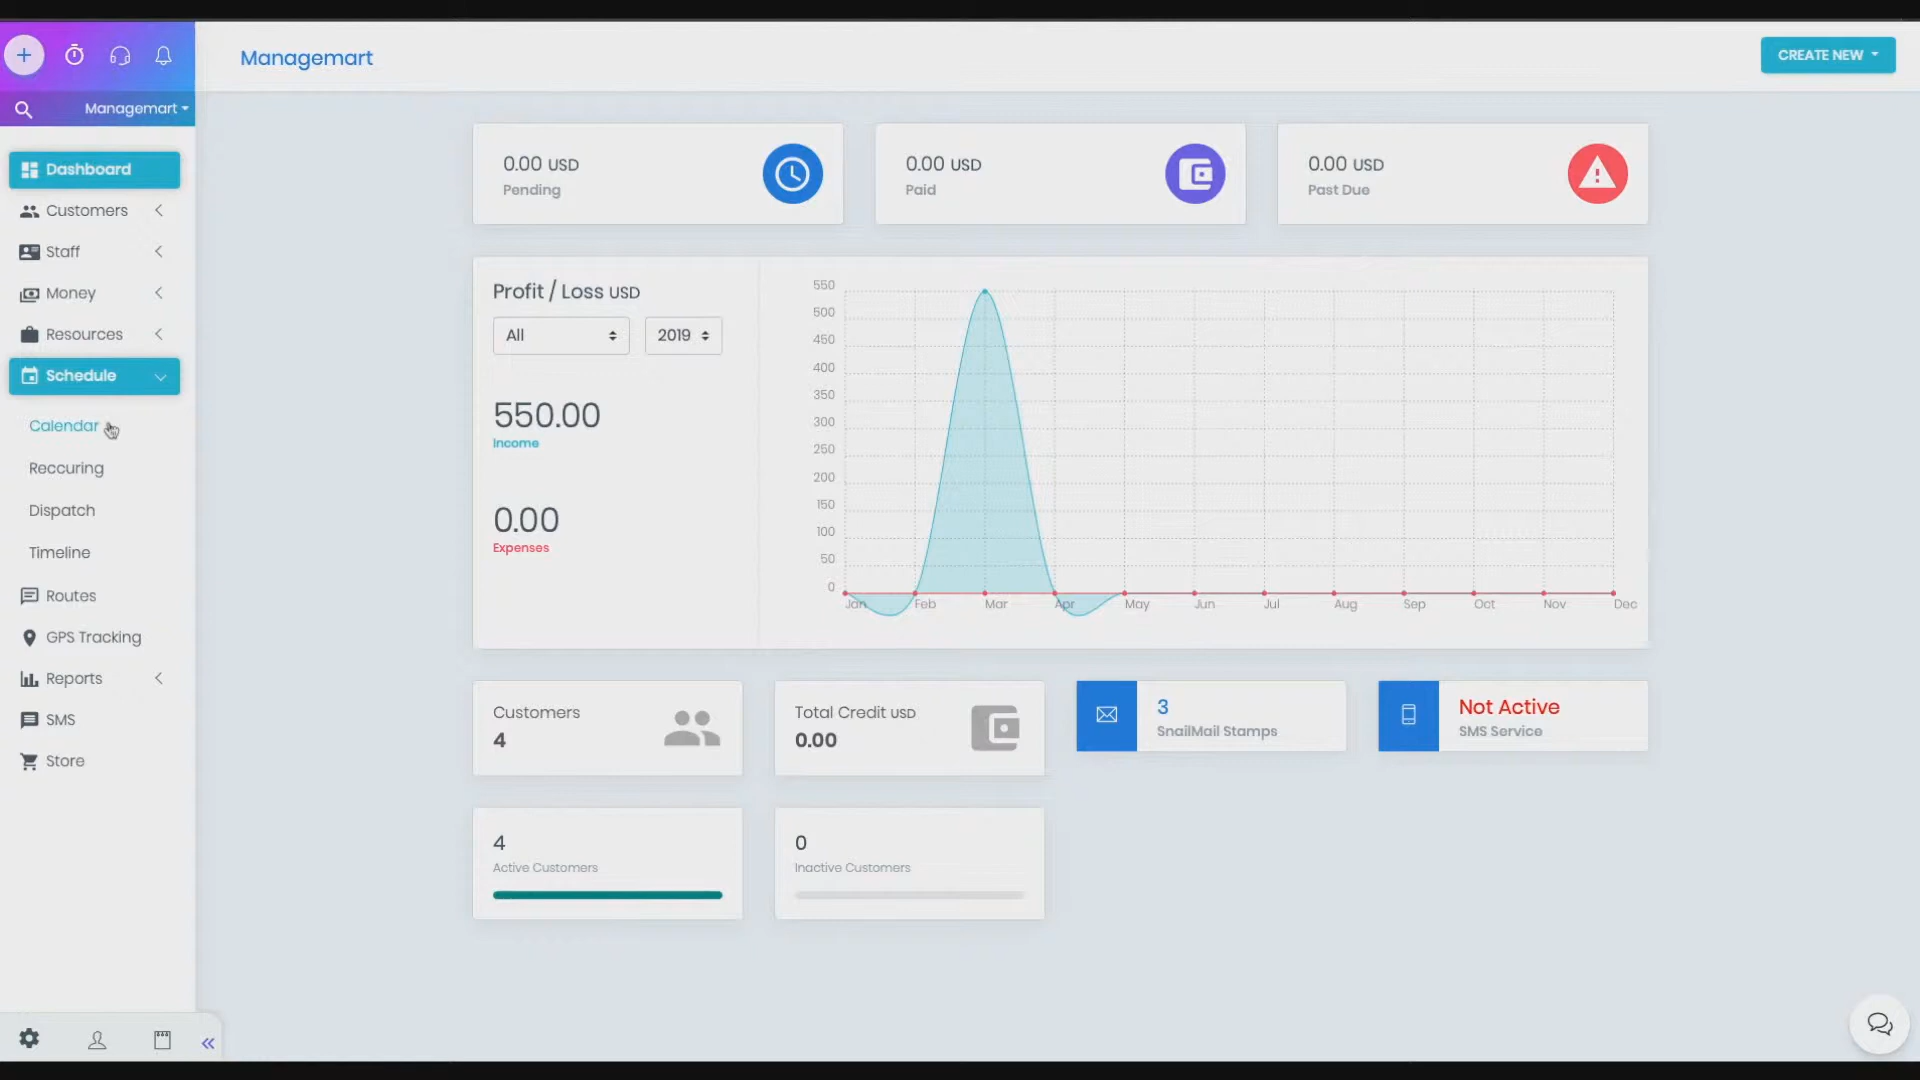 Managemart
CREATE NEW
Managemart
Dashboard
Customers
Staff
Money
Resources
Schedule
Calendar
Reccuring
Dispatch
Timeline
Routes
GPS Tracking
Reports
SMS
Store
0.00 USD
Pending
0.00 USD
Paid
0.00 USD
Past Due
Profit / Loss USD
All
2019
550.00
Income
0.00
Expenses
550
500
450
400
350
300
250
200
150
100
50
0
Jan Feb Mar Apr May Jun Jul Aug Sep Oct Nov Dec
Customers
4
Total Credit USD
0.00
3
SnailMail Stamps
Not Active
SMS Service
4
Active Customers
0
Inactive Customers